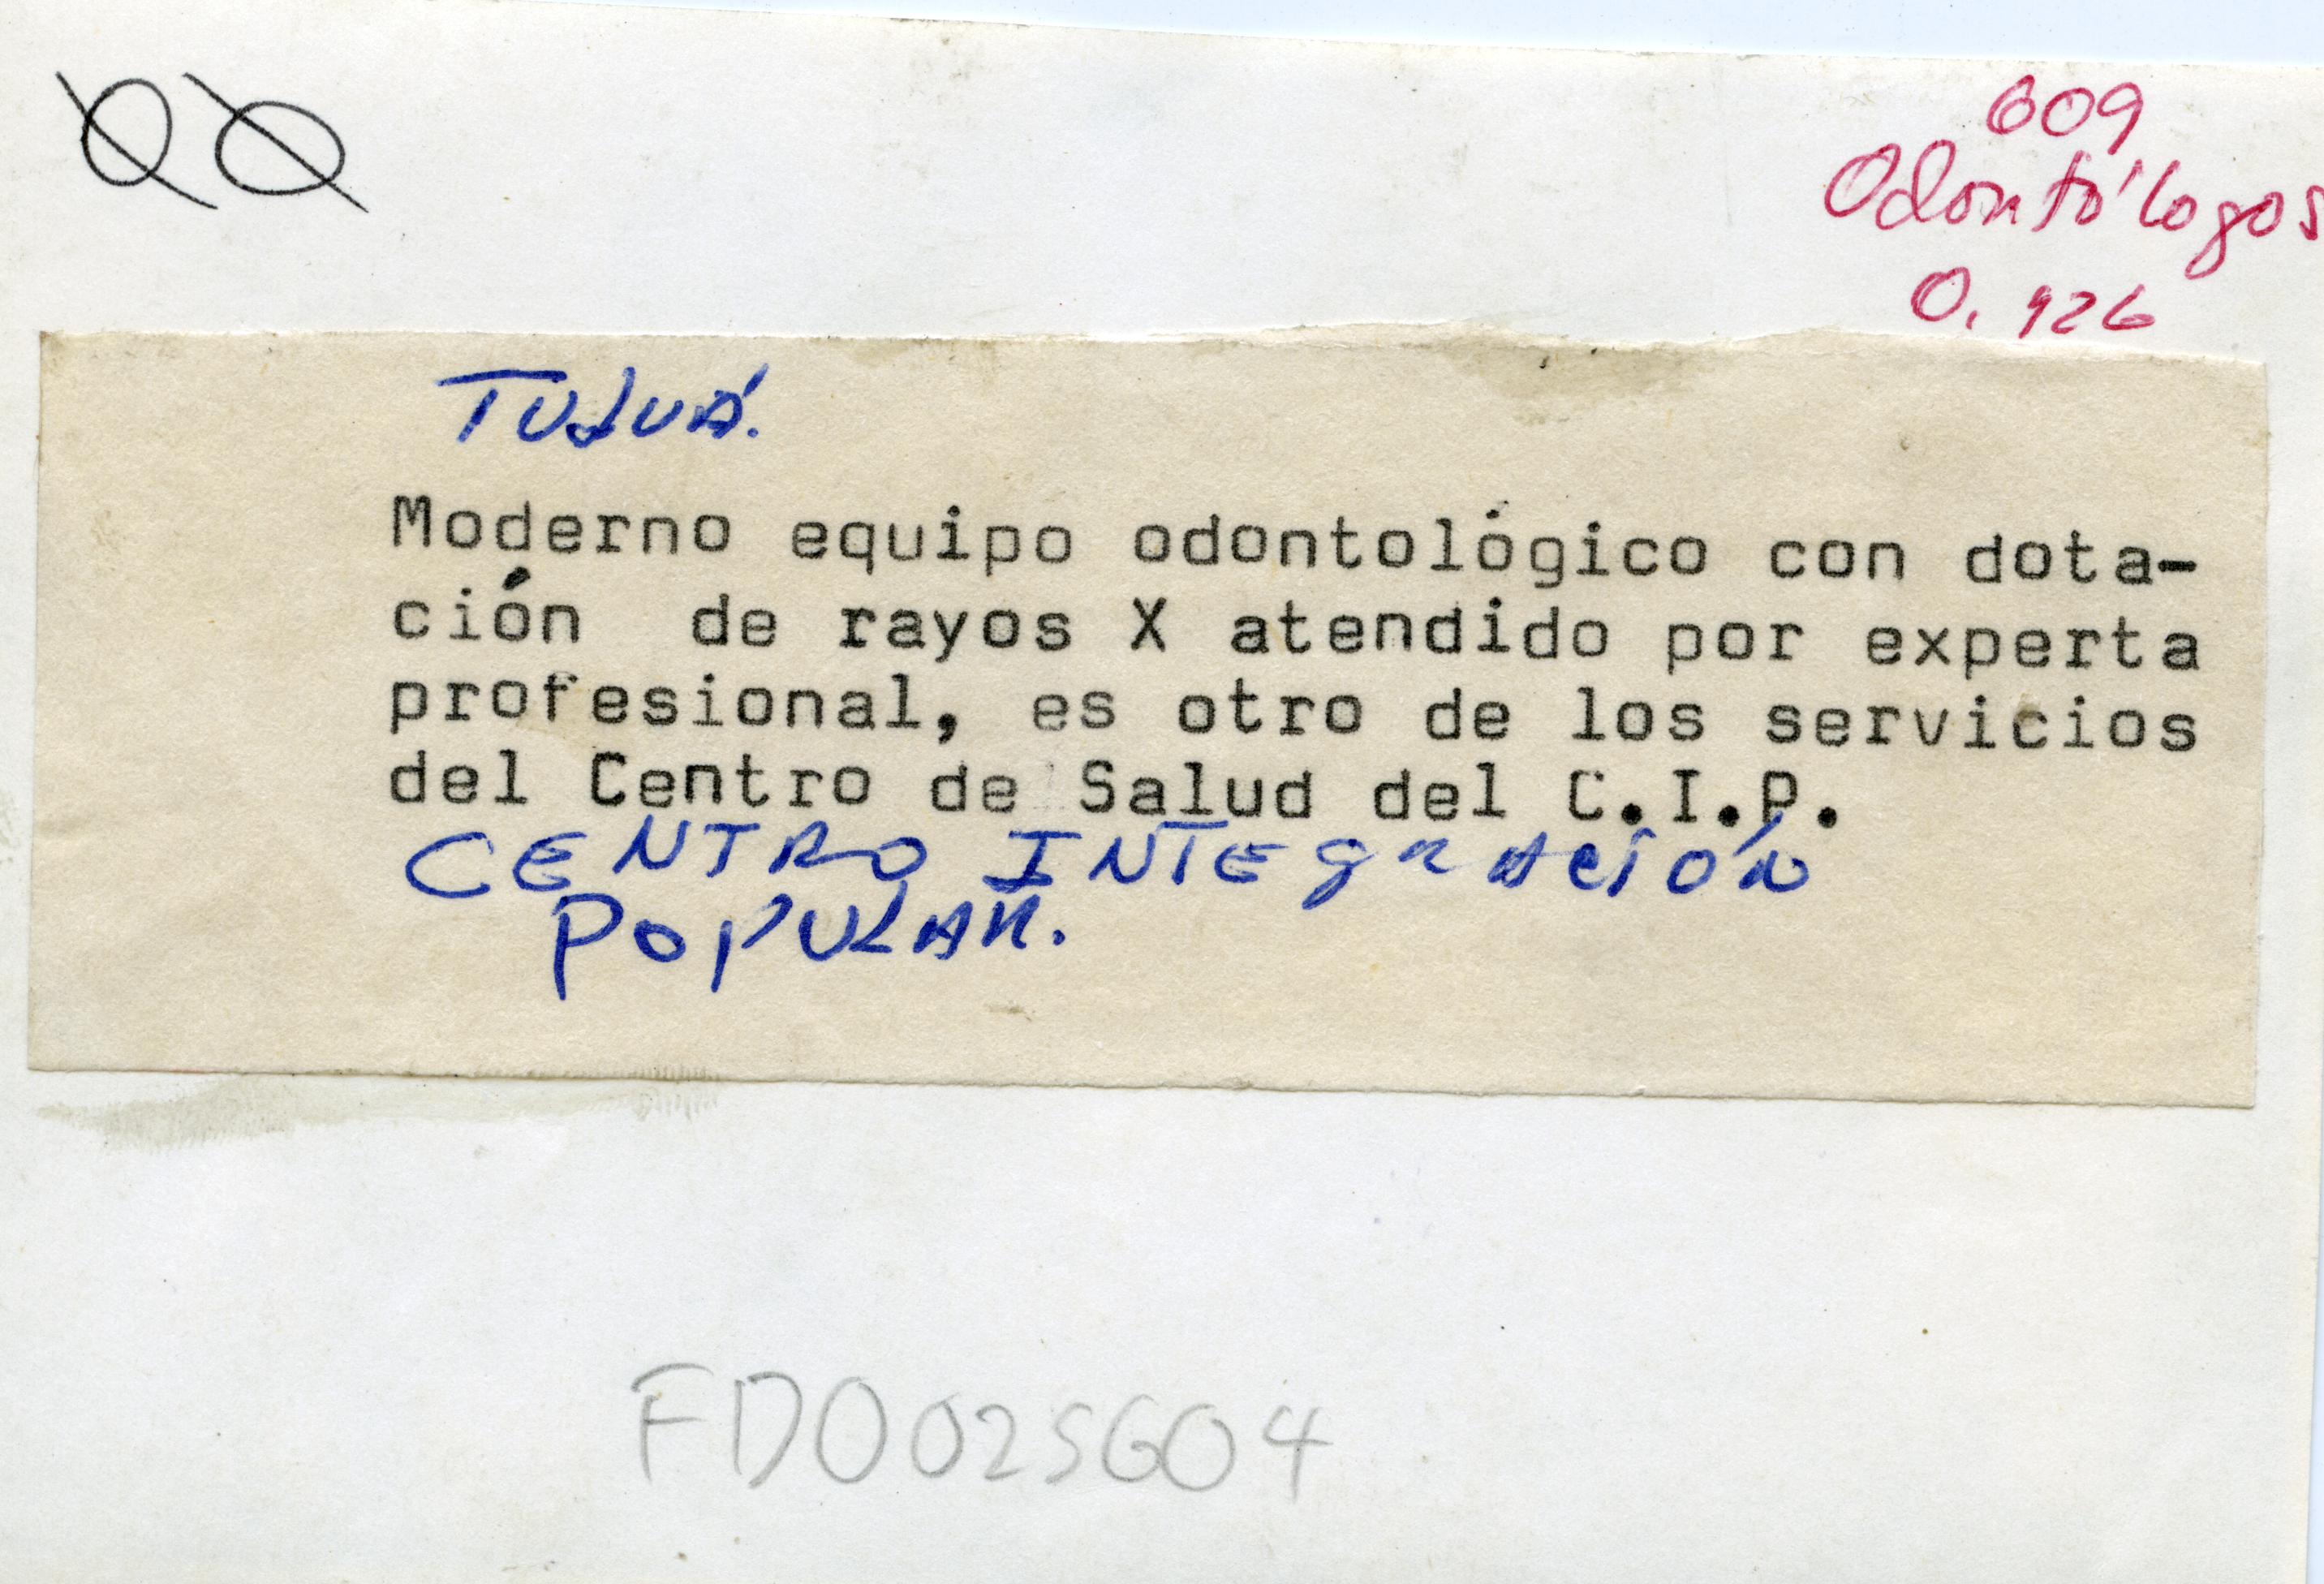 609
Odontólogos
O. 926
TULUÁ.
Moderno equipo odontológico con dota-
ción de rayos X atendido por experta
profesional, es otro de los servicios
del Centro de Salud del C.I.P.
CENTRO INTEgrACIÓN
POPULAR.
FD0025604